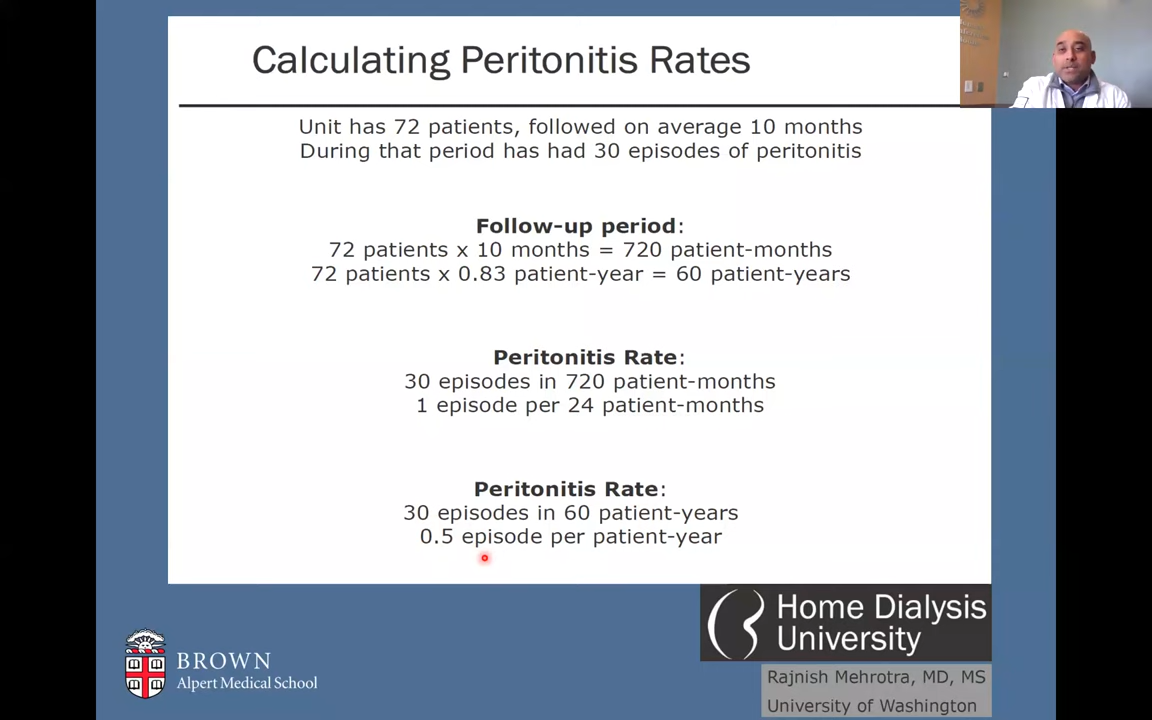 Calculating Peritonitis Rates
Unit has 72 patients, followed on average 10 months
During that period has had 30 episodes of peritonitis
Follow-up period:
72 patients x 10 months = 720 patient-months
72 patients x 0.83 patient-year = 60 patient-years
Peritonitis Rate:
30 episodes in 720 patient-months
1 episode per 24 patient-months
Peritonitis Rate:
30 episodes in 60 patient-years
0.5 episode per patient-year
Home Dialysis
University
BROWN
Alpert Medical School
Rajnish Mehrotra, MD, MS
University of Washington